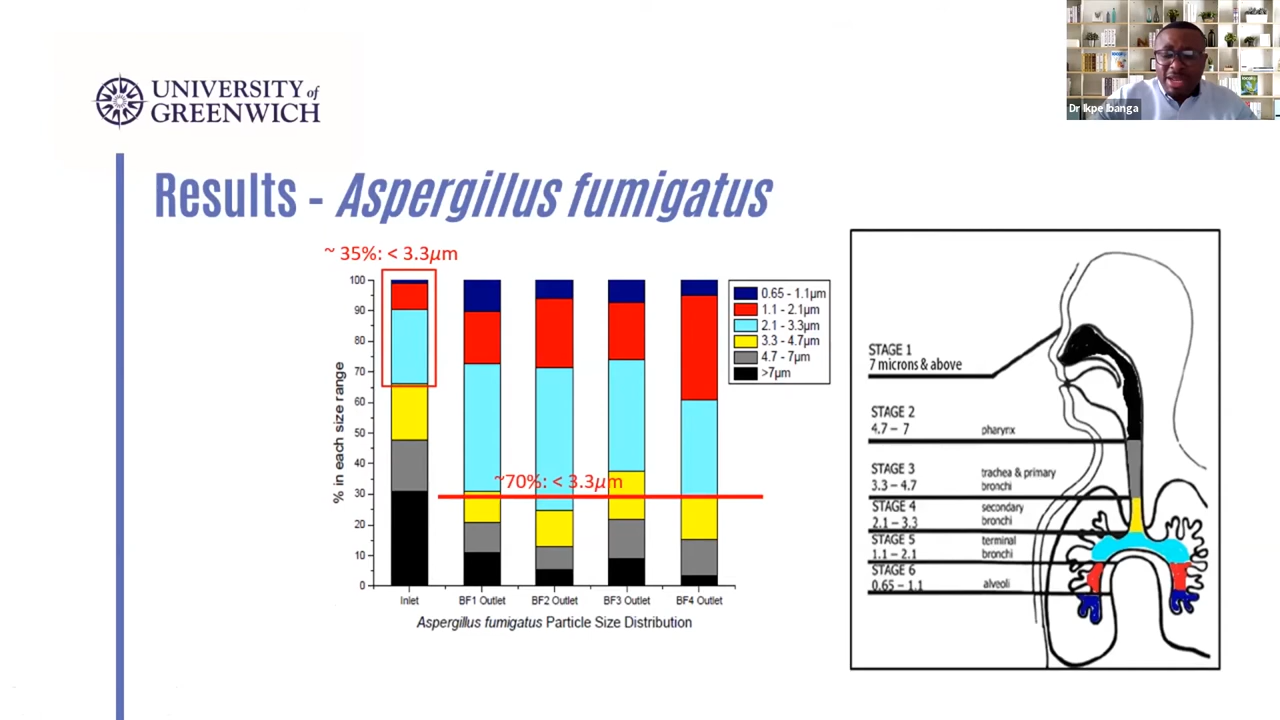 UNIVERSITY of
GREENWICH
Dr Ikpe Ibanga
Results - Aspergillus fumigatus
~ 35%: < 3.3μm
100
90
80
70
60
50
40
30
20
10
0
% in each size range
~70%: < 3.3μm
0.65 - 1.1μm
1.1 - 2.1μm
2.1 - 3.3μm
3.3 - 4.7μm
4.7 - 7μm
>7μm
Inlet
BF1 Outlet
BF2 Outlet
BF3 Outlet
BF4 Outlet
Aspergillus fumigatus Particle Size Distribution
STAGE 1
7 microns & above
STAGE 2
4.7 – 7
pharynx
STAGE 3
3.3 – 4.7
trachea & primary
bronchi
STAGE 4
2.1 – 3.3
secondary
bronchi
STAGE 5
1.1 – 2.1
terminal
bronchi
STAGE 6
0.65 – 1.1
alveoli